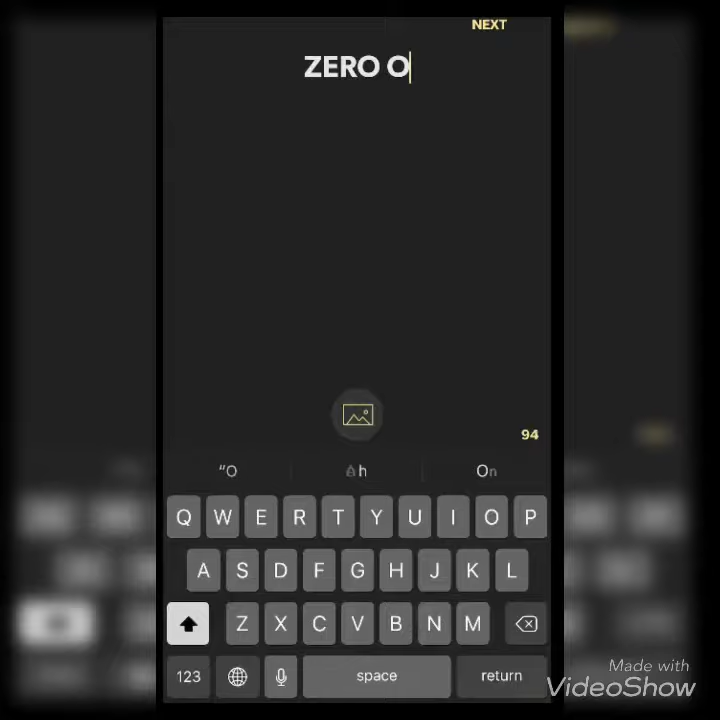 NEXT
ZERO O
94
“O
On
Q W E R T Y U I O P
A S D F G H J K L
Z X C V B N M
123 space return
Made with
VideoShow